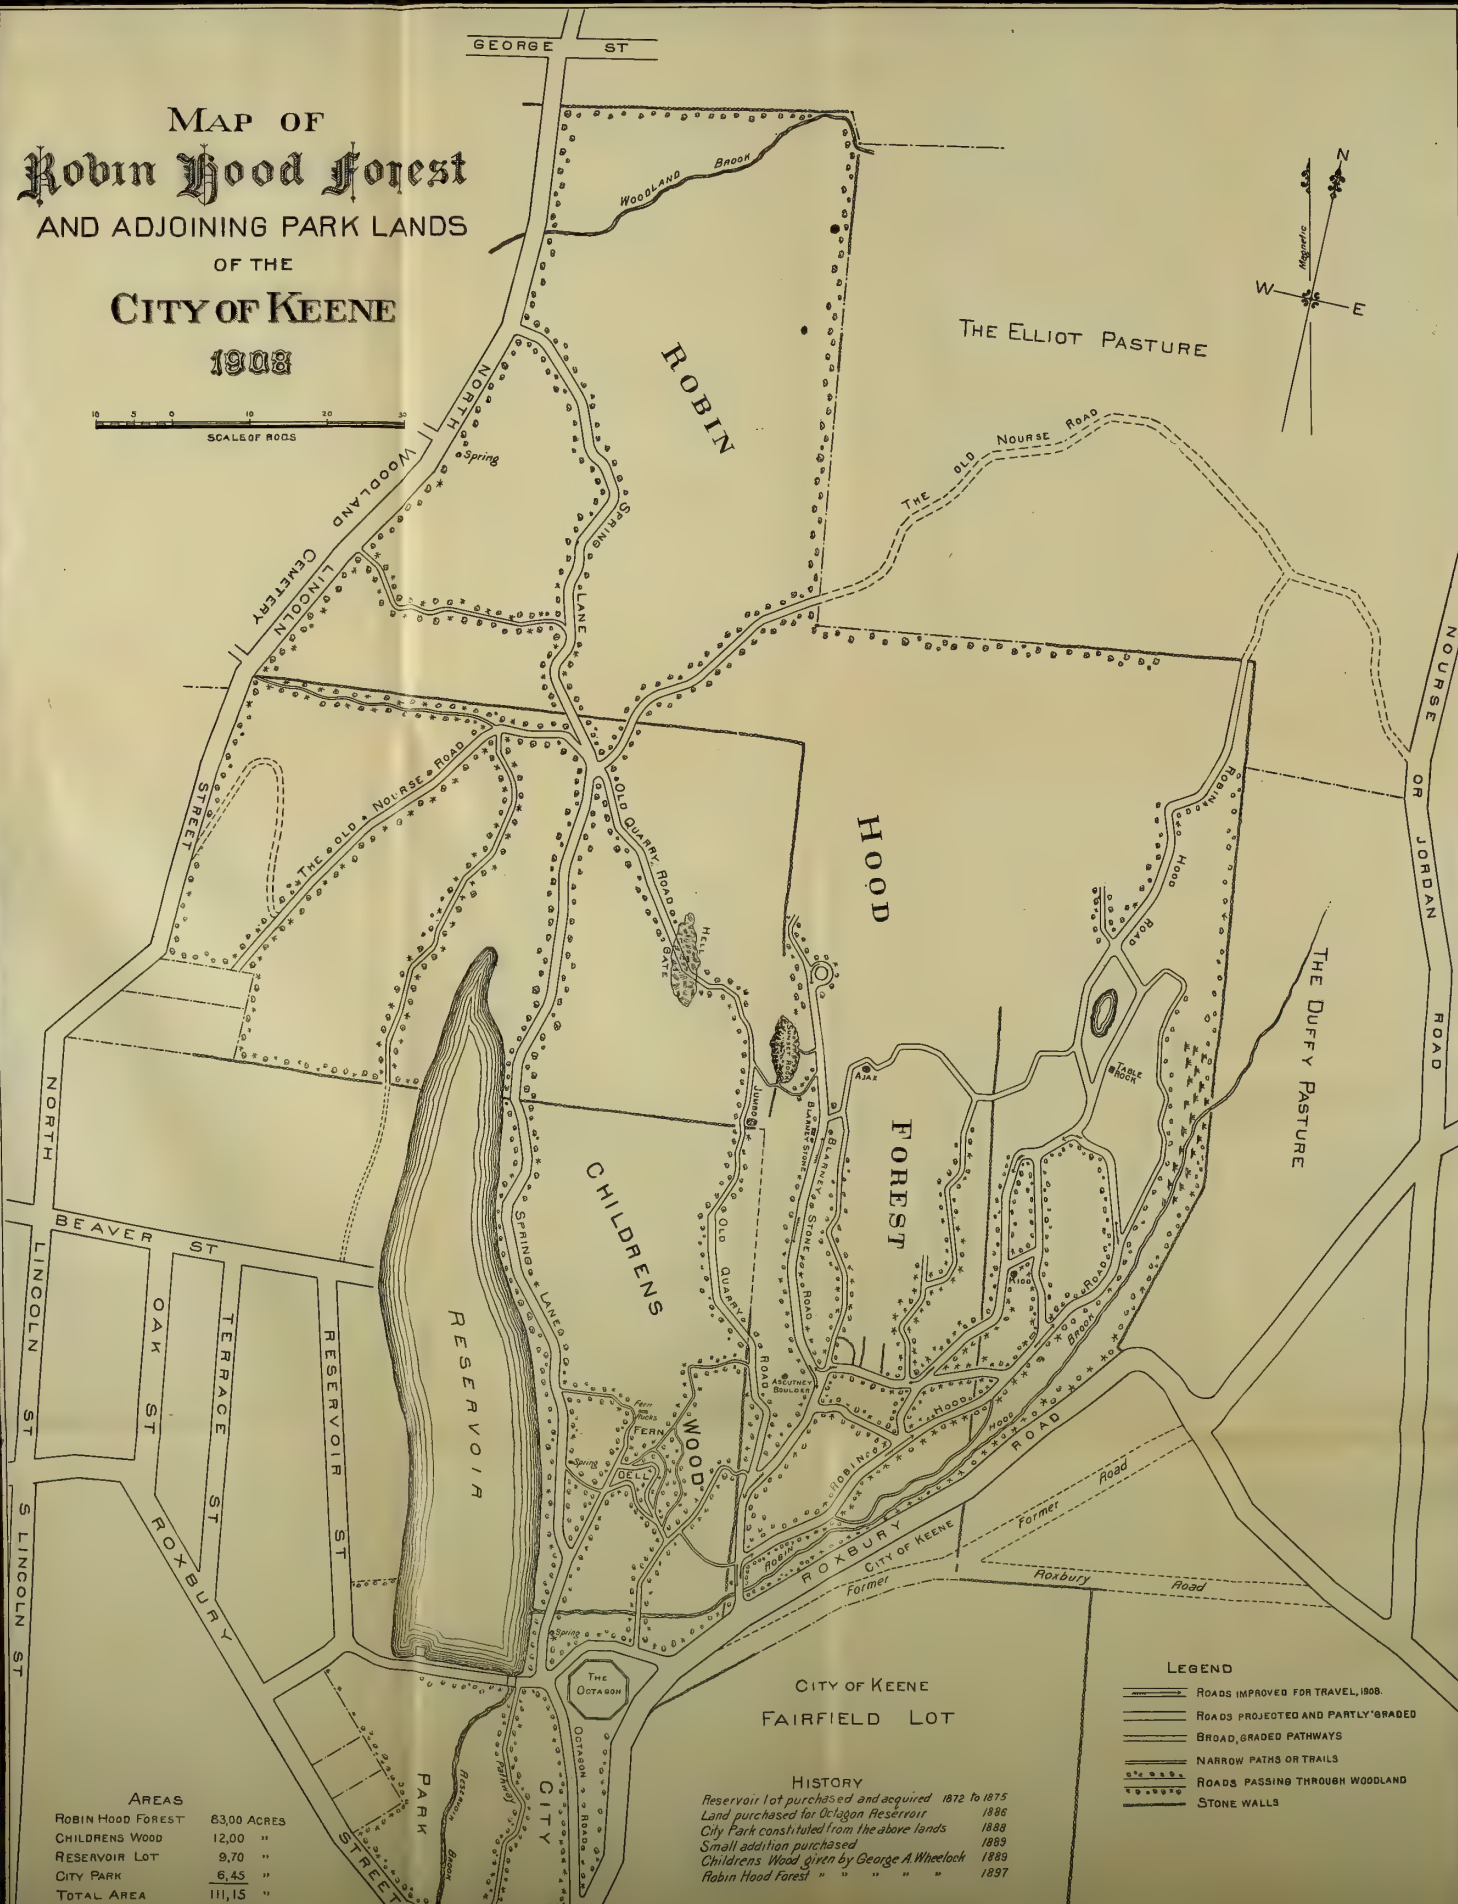 GEORGE ST
MAP OF
Robin Hood Forest
AND ADJOINING PARK LANDS
OF THE
CITY OF KEENE
1908
10 5 0 10 20 30
SCALE OF RODS
WOODLAND BROOK
N
Magnetic
W
E
THE ELLIOT PASTURE
ROBIN
NORTH
Spring
WOODLAND
CEMETERY
LINCOLN
SPRING
LANE
THE OLD NOURSE ROAD
NOURSE
OR
JORDAN
ROAD
THE OLD NOURSE ROAD
STREET
OLD QUARRY ROAD
HELL
GATE
HOOD
ROBIN
HOOD
ROAD
THE DUFFY PASTURE
TABLE
ROCK
AJAX
JUMBO
BLARNEY STONE
BLARNEY STONE ROAD
FOREST
NORTH
BEAVER ST
LINCOLN ST
OAK ST
TERRACE ST
RESERVOIR ST
RESERVOIR
SPRING LANE
CHILDRENS
WOOD
OLD QUARRY
ROAD
ASCUTNEY
BOULDER
Fern
Rocks
FERN
DELL
Spring
ROAD
BROOK
HOOD
HOOD
ROBIN
ROBIN
ROXBURY ROAD
CITY OF KEENE
Former Road
Former Roxbury Road
S LINCOLN ST
ROXBURY
STREET
Spring
THE
OCTAGON
OCTAGON ROAD
PARK
CITY
Reservoir Brook
Pathway
CITY OF KEENE
FAIRFIELD LOT
LEGEND
ROADS IMPROVED FOR TRAVEL, 1908.
ROADS PROJECTED AND PARTLY GRADED
BROAD, GRADED PATHWAYS
NARROW PATHS OR TRAILS
ROADS PASSING THROUGH WOODLAND
STONE WALLS
AREAS
ROBIN HOOD FOREST 83,00 ACRES
CHILDRENS WOOD 12,00 "
RESERVOIR LOT 9,70 "
CITY PARK 6,45 "
TOTAL AREA 111,15 "
HISTORY
Reservoir lot purchased and acquired 1872 to 1875
Land purchased for Octagon Reservoir 1886
City Park constituted from the above lands 1888
Small addition purchased 1889
Childrens Wood given by George A. Wheelock 1889
Robin Hood Forest " " " " " 1897